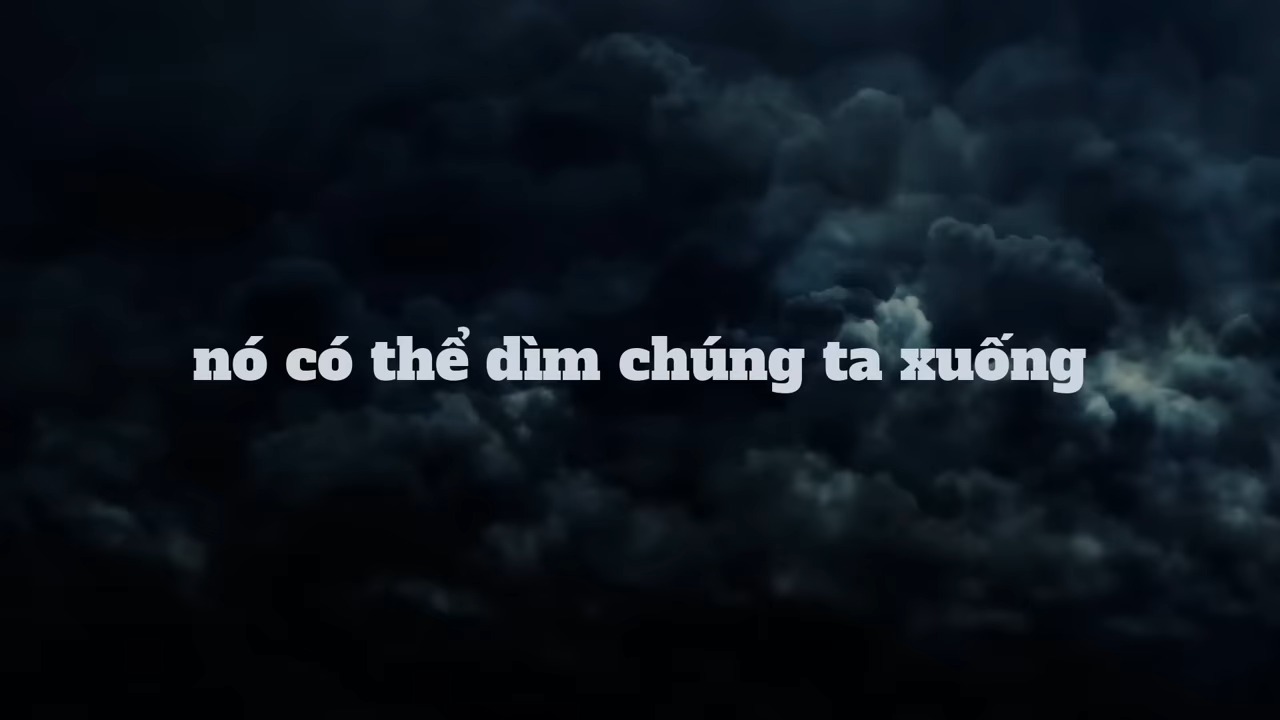 nó có thể dìm chúng ta xuống